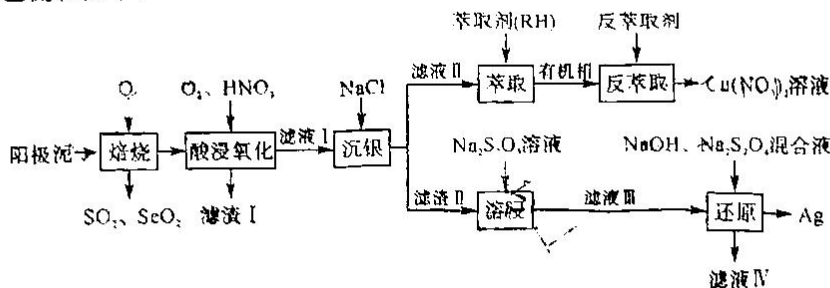 萃取剂(RH) 反萃取剂
O₂ O₂、HNO₃ NaCl 滤液Ⅱ 萃取 有机相 反萃取 Cu(NO₃)₂溶液
阳极泥 焙烧 酸浸氧化 滤液Ⅰ 沉银 Na₂S₂O₄溶液 NaOH、Na₂S₂O₄混合液
SO₂、SeO₂ 滤渣Ⅰ 滤渣Ⅱ 溶浸 滤液Ⅲ 还原 Ag
滤液Ⅳ